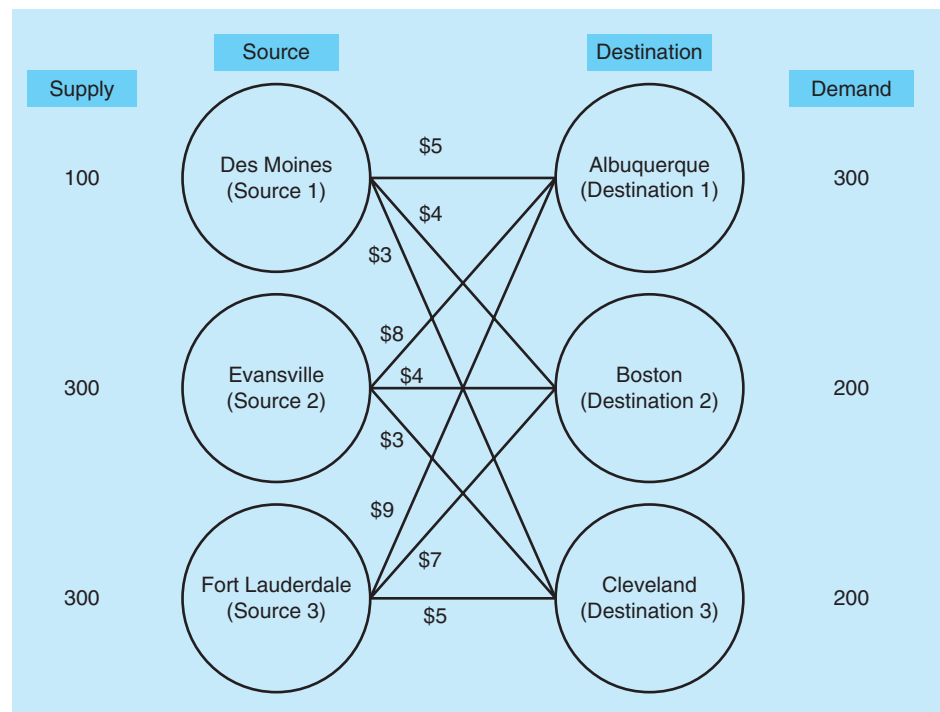 Source
Destination
Supply
Demand
$5
Des Moines
(Source 1)
Albuquerque
(Destination 1)
100
300
$4
$3
$8
Evansville
(Source 2)
$4
Boston
(Destination 2)
300
200
$3
$9
$7
Fort Lauderdale
(Source 3)
Cleveland
(Destination 3)
300
200
$5